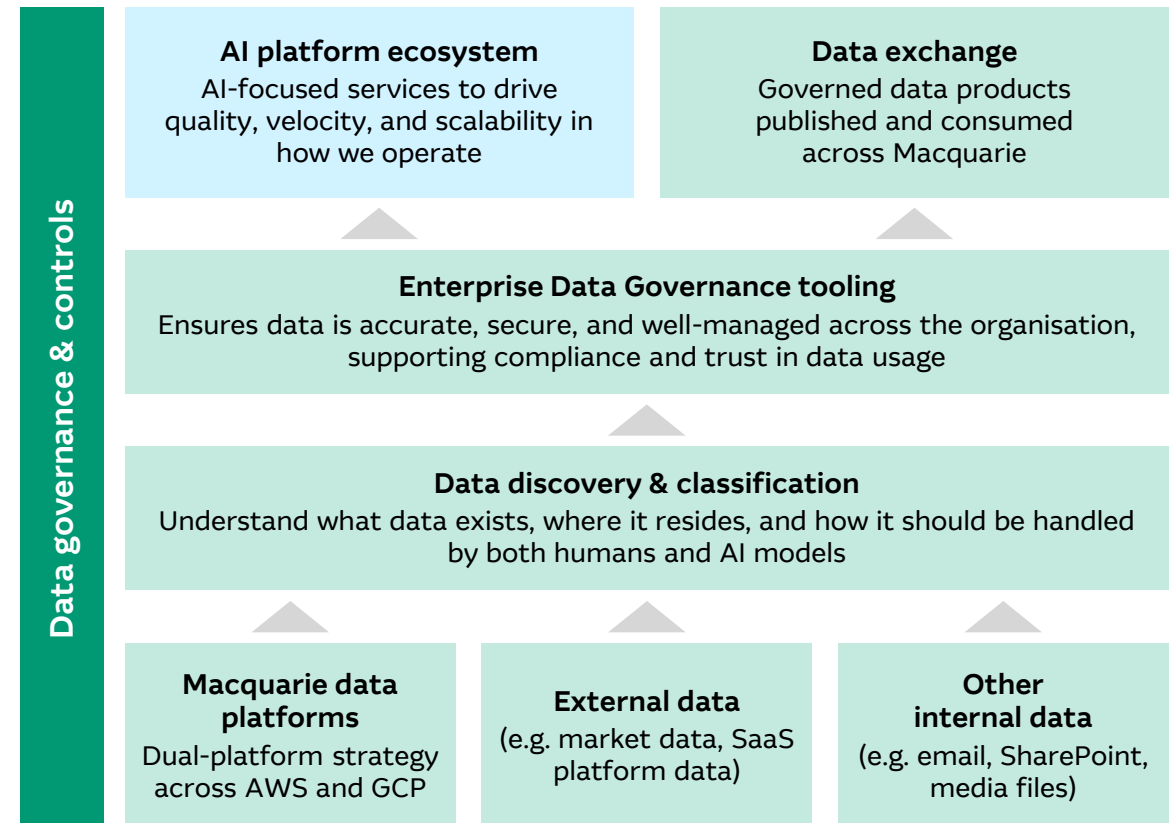 Data governance & controls
AI platform ecosystem
AI-focused services to drive
quality, velocity, and scalability in
how we operate
Data exchange
Governed data products
published and consumed
across Macquarie
Enterprise Data Governance tooling
Ensures data is accurate, secure, and well-managed across the organisation,
supporting compliance and trust in data usage
Data discovery & classification
Understand what data exists, where it resides, and how it should be handled
by both humans and AI models
Macquarie data
platforms
Dual-platform strategy
across AWS and GCP
External data
(e.g. market data, SaaS
platform data)
Other
internal data
(e.g. email, SharePoint,
media files)